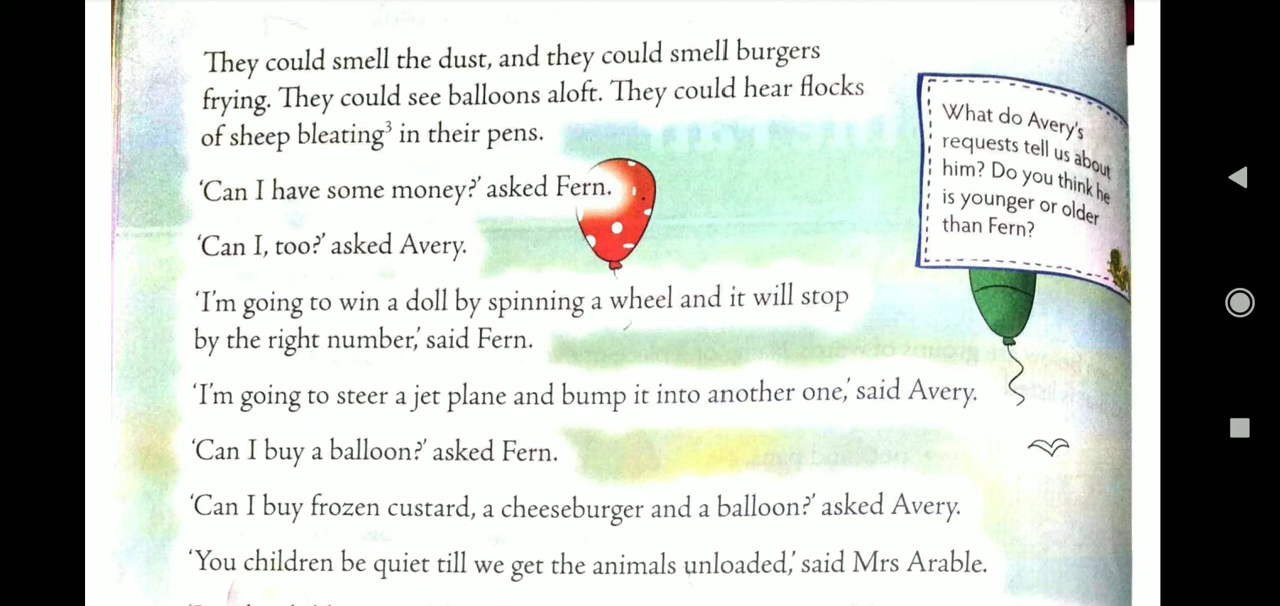 They could smell the dust, and they could smell burgers
frying. They could see balloons aloft. They could hear flocks
of sheep bleating³ in their pens.
‘Can I have some money?’ asked Fern.
‘Can I, too?’ asked Avery.
‘I’m going to win a doll by spinning a wheel and it will stop
by the right number,’ said Fern.
‘I’m going to steer a jet plane and bump it into another one,’ said Avery.
‘Can I buy a balloon?’ asked Fern.
‘Can I buy frozen custard, a cheeseburger and a balloon?’ asked Avery.
‘You children be quiet till we get the animals unloaded,’ said Mrs Arable.
What do Avery's
requests tell us about
him? Do you think he
is younger or older
than Fern?